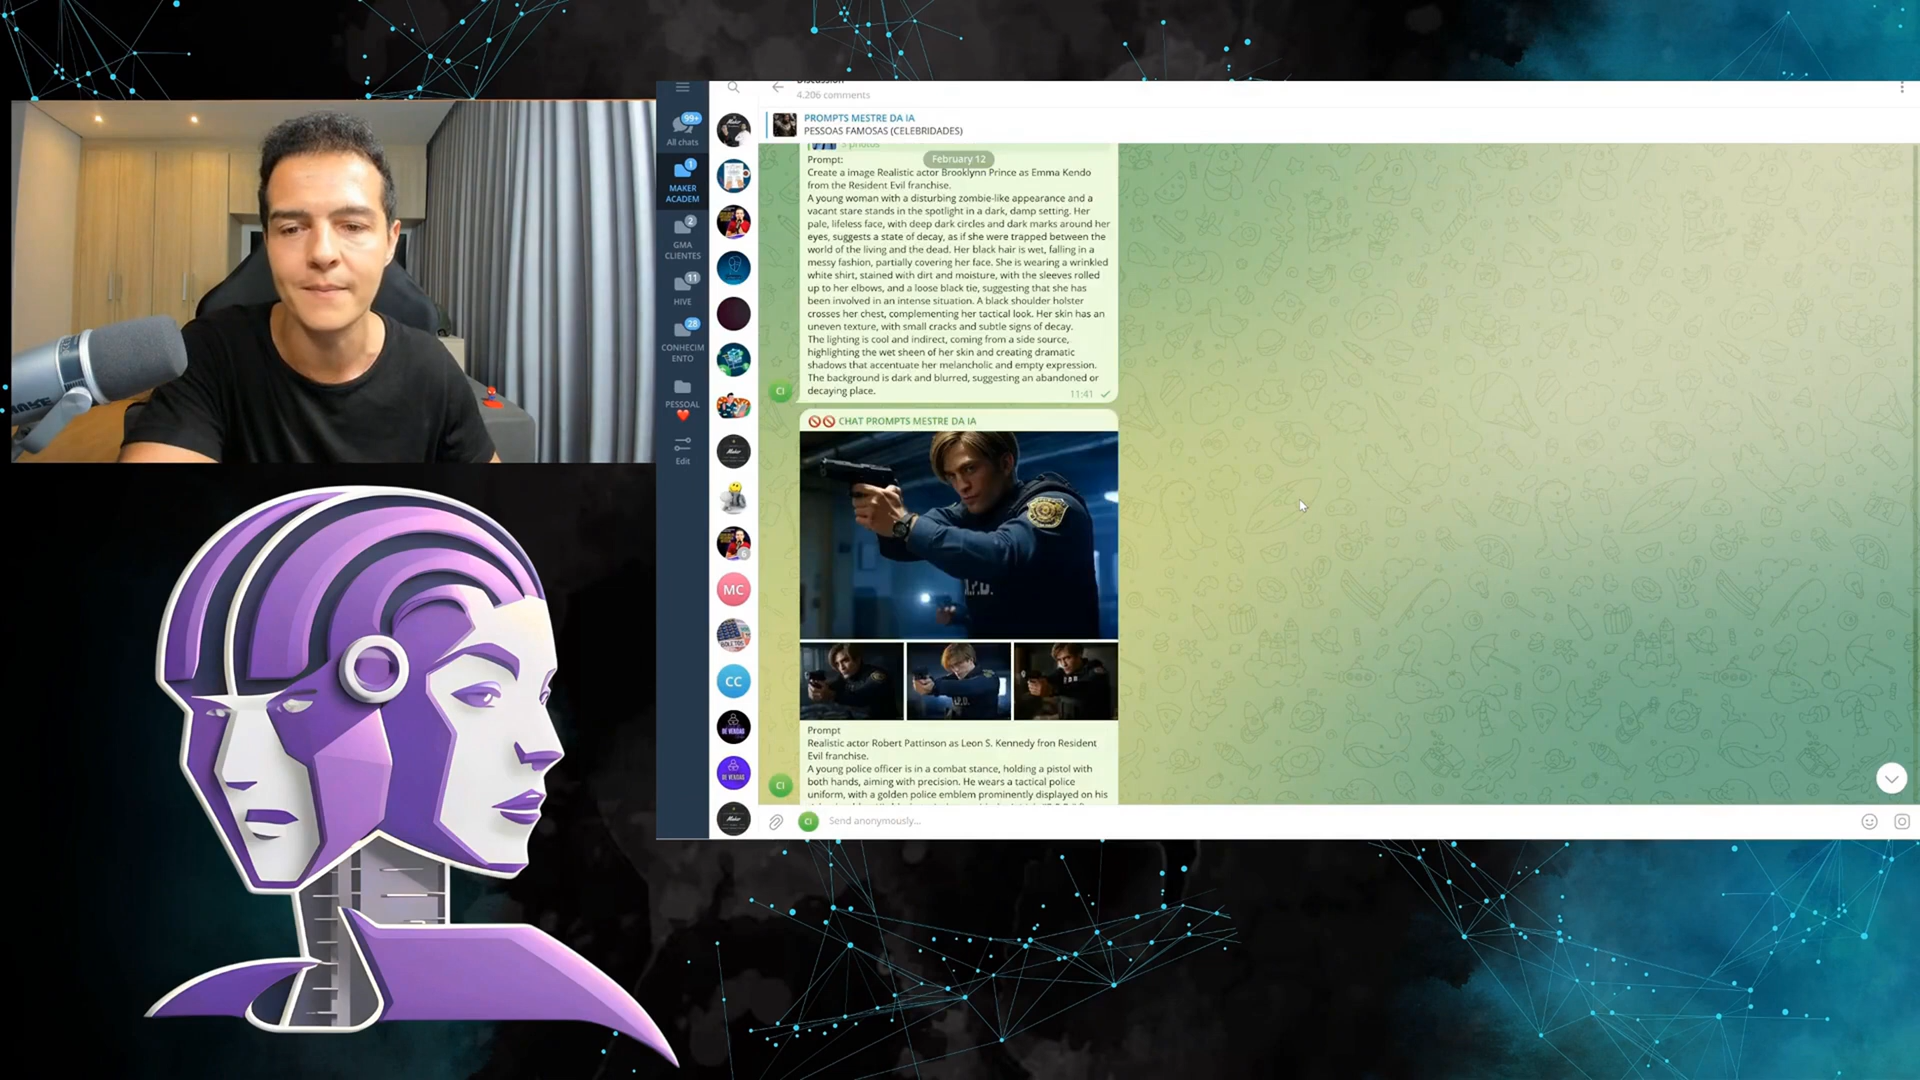 4.206 comments
PROMPTS MESTRE DA IA
PESSOAS FAMOSAS (CELEBRIDADES)
99+
All chats
1
MAKER
ACADEM
2
GMA
CLIENTES
11
HIVE
28
CONHECIM
ENTO
PESSOAL
Edit
6
MC
CC
3 photos
February 12
Prompt:
Create a image Realistic actor Brooklynn Prince as Emma Kendo
from the Resident Evil franchise.
A young woman with a disturbing zombie-like appearance and a
vacant stare stands in the spotlight in a dark, damp setting. Her
pale, lifeless face, with deep dark circles and dark marks around her
eyes, suggests a state of decay, as if she were trapped between the
world of the living and the dead. Her black hair is wet, falling in a
messy fashion, partially covering her face. She is wearing a wrinkled
white shirt, stained with dirt and moisture, with the sleeves rolled
up to her elbows, and a loose black tie, suggesting that she has
been involved in an intense situation. A black shoulder holster
crosses her chest, complementing her tactical look. Her skin has an
uneven texture, with small cracks and subtle signs of decay.
The lighting is cool and indirect, coming from a side source,
highlighting the wet sheen of her skin and creating dramatic
shadows that accentuate her melancholic and empty expression.
The background is dark and blurred, suggesting an abandoned or
decaying place.
11:41
CI
CHAT PROMPTS MESTRE DA IA
Prompt
Realistic actor Robert Pattinson as Leon S. Kennedy fron Resident
Evil franchise.
A young police officer is in a combat stance, holding a pistol with
both hands, aiming with precision. He wears a tactical police
uniform, with a golden police emblem prominently displayed on his
CI
CI
Send anonymously...